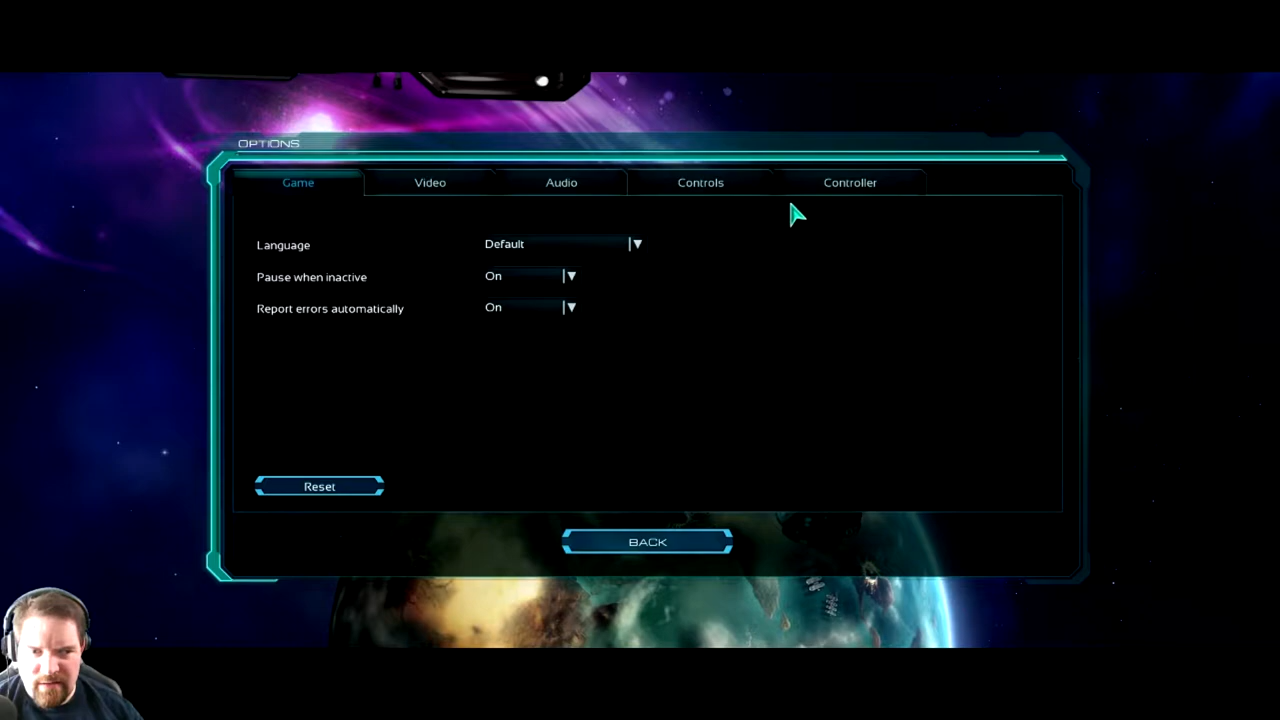 OPTIONS
Game Video Audio Controls Controller
Language Default
Pause when inactive On
Report errors automatically On
Reset
BACK